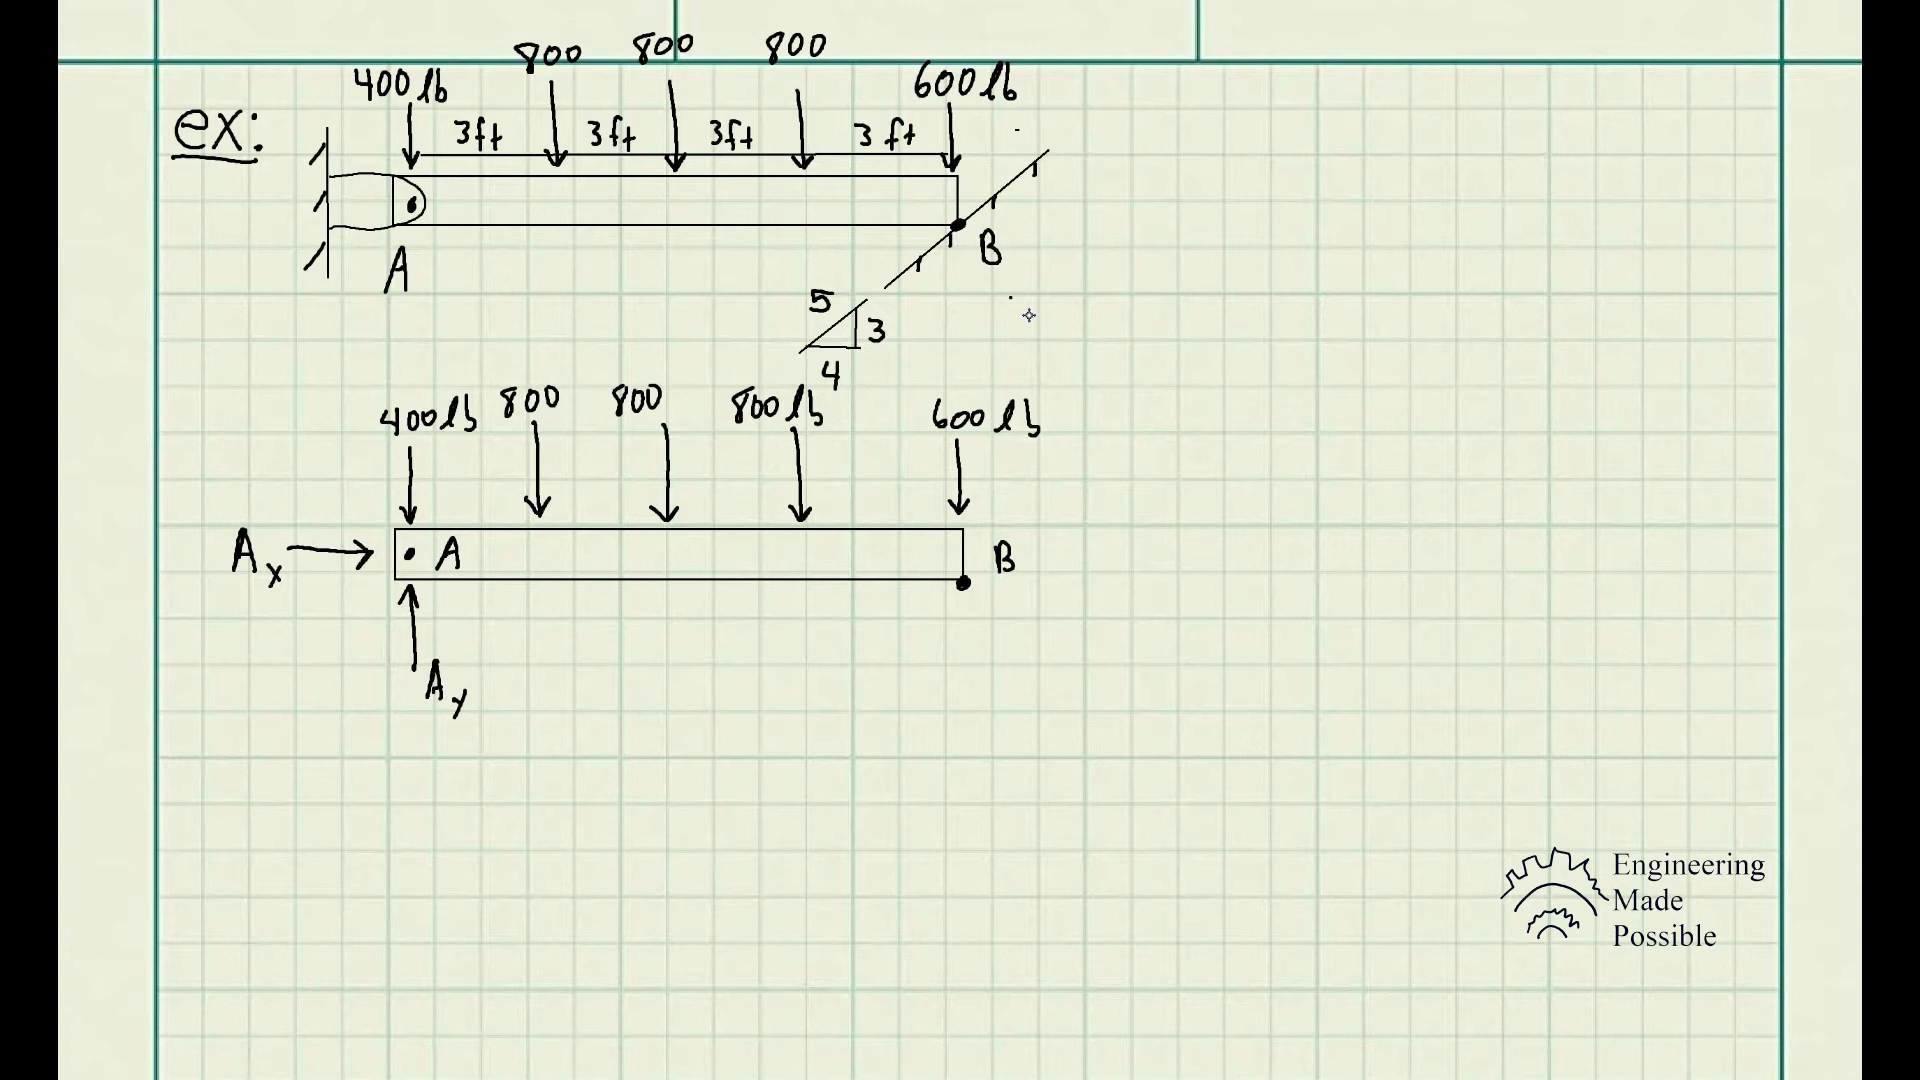 800 800 800
400 lb 600 lb
ex: 3ft 3ft 3ft 3 ft
A B
5
3
4
400 lb 800 800 800 lb 600 lb
Ax A B
Ay
Engineering
Made
Possible